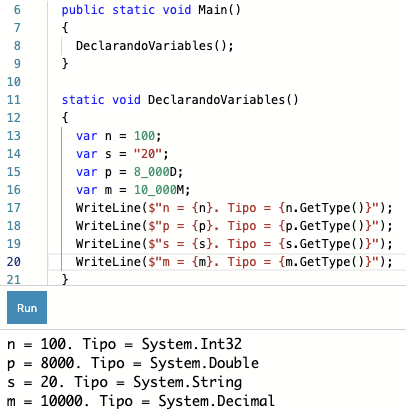 6 public static void Main()
7 {
8 DeclarandoVariables();
9 }
10
11 static void DeclarandoVariables()
12 {
13 var n = 100;
14 var s = "20";
15 var p = 8_000D;
16 var m = 10_000M;
17 WriteLine($"n = {n}. Tipo = {n.GetType()}");
18 WriteLine($"p = {p}. Tipo = {p.GetType()}");
19 WriteLine($"s = {s}. Tipo = {s.GetType()}");
20 WriteLine($"m = {m}. Tipo = {m.GetType()}");
21 }
Run
n = 100. Tipo = System.Int32
p = 8000. Tipo = System.Double
s = 20. Tipo = System.String
m = 10000. Tipo = System.Decimal